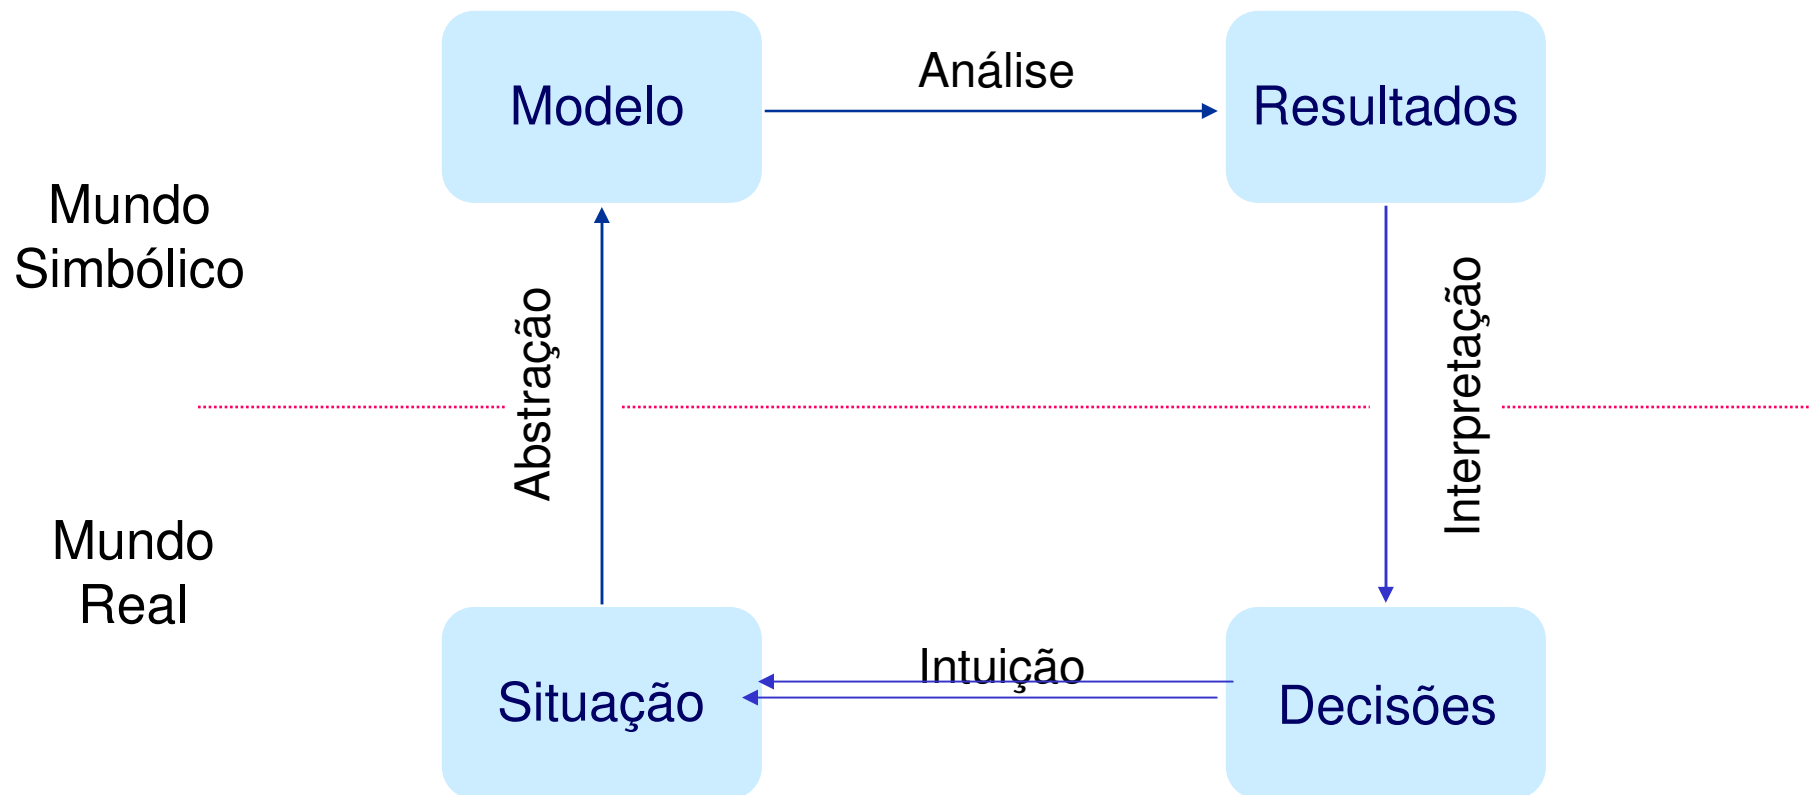 Modelo
Análise
Resultados
Mundo
Simbólico
Abstração
Interpretação
Mundo
Real
Situação
Intuição
Decisões